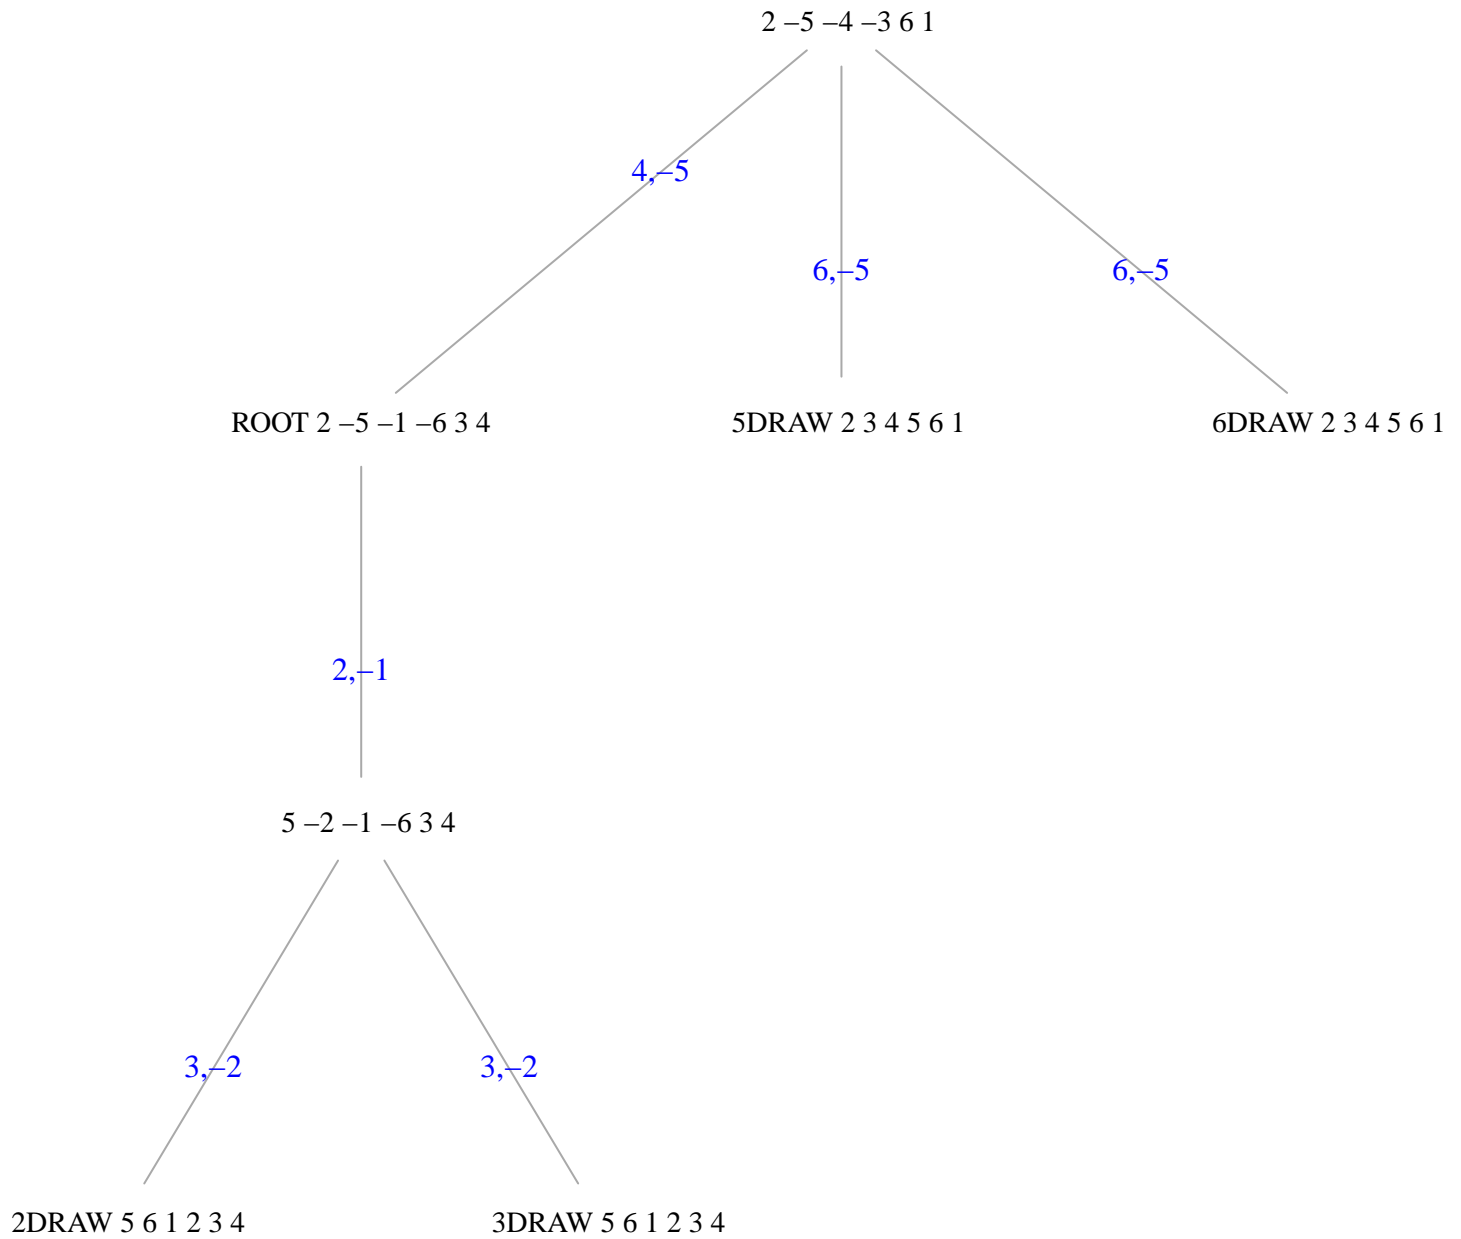 2 –5 –4 –3 6 1
4,–5
6,–5
6,–5
ROOT 2 –5 –1 –6 3 4
5DRAW 2 3 4 5 6 1
6DRAW 2 3 4 5 6 1
2,–1
5 –2 –1 –6 3 4
3,–2
3,–2
2DRAW 5 6 1 2 3 4
3DRAW 5 6 1 2 3 4